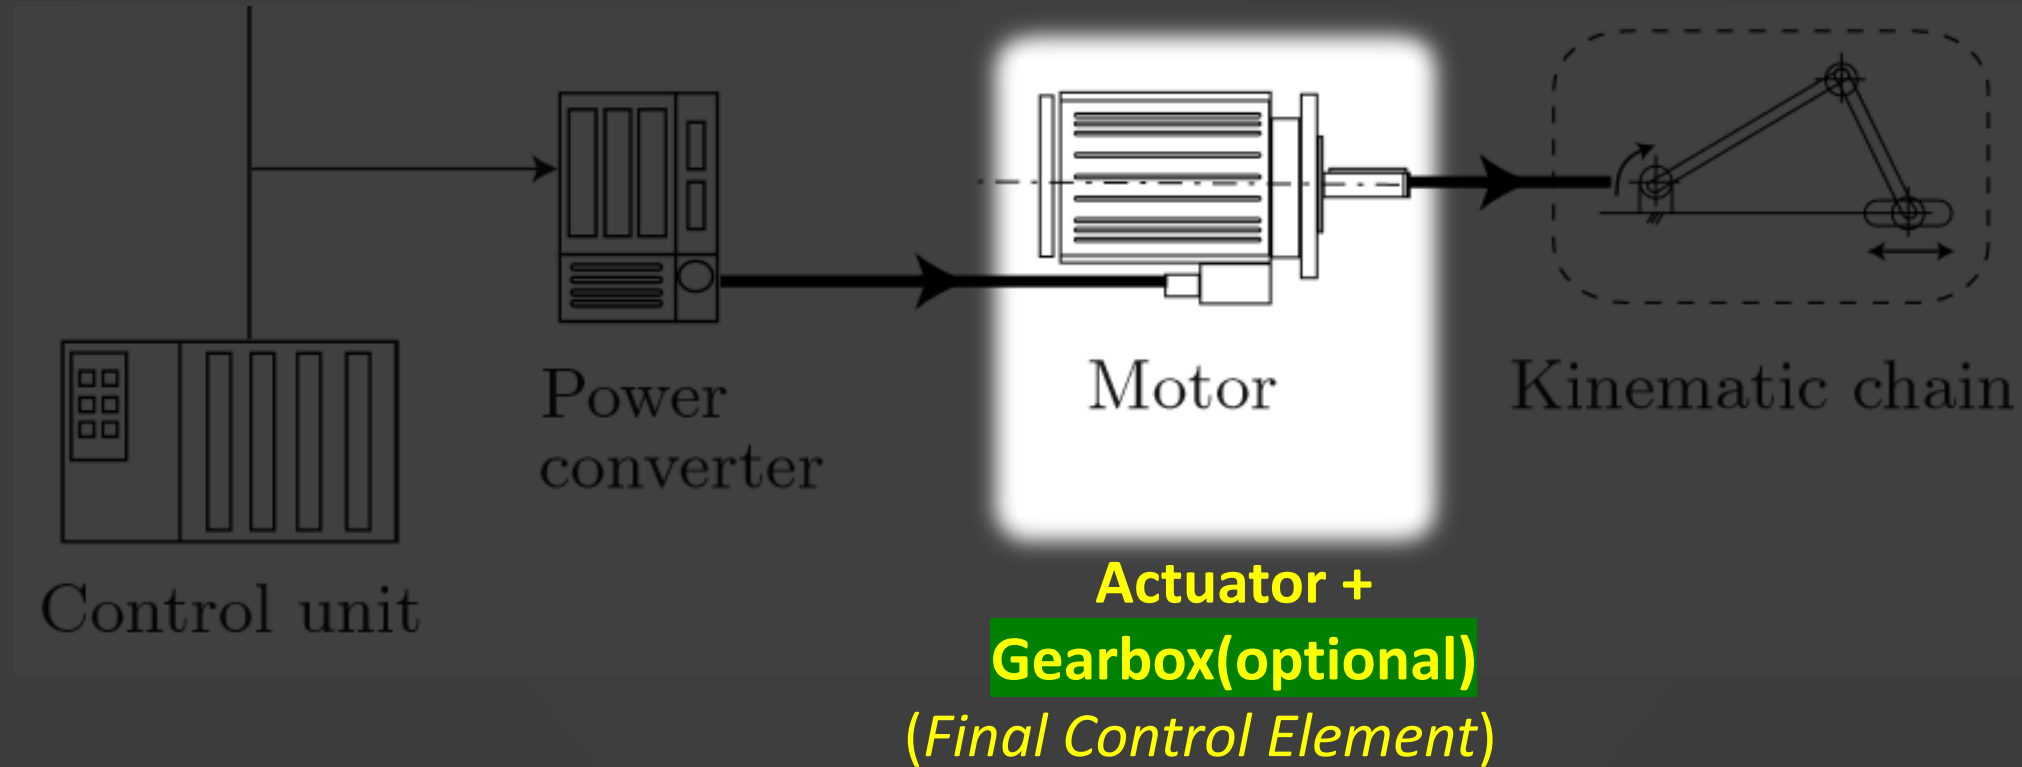 Power
converter
Motor
Kinematic chain
Control unit
Actuator +
Gearbox(optional)
(Final Control Element)